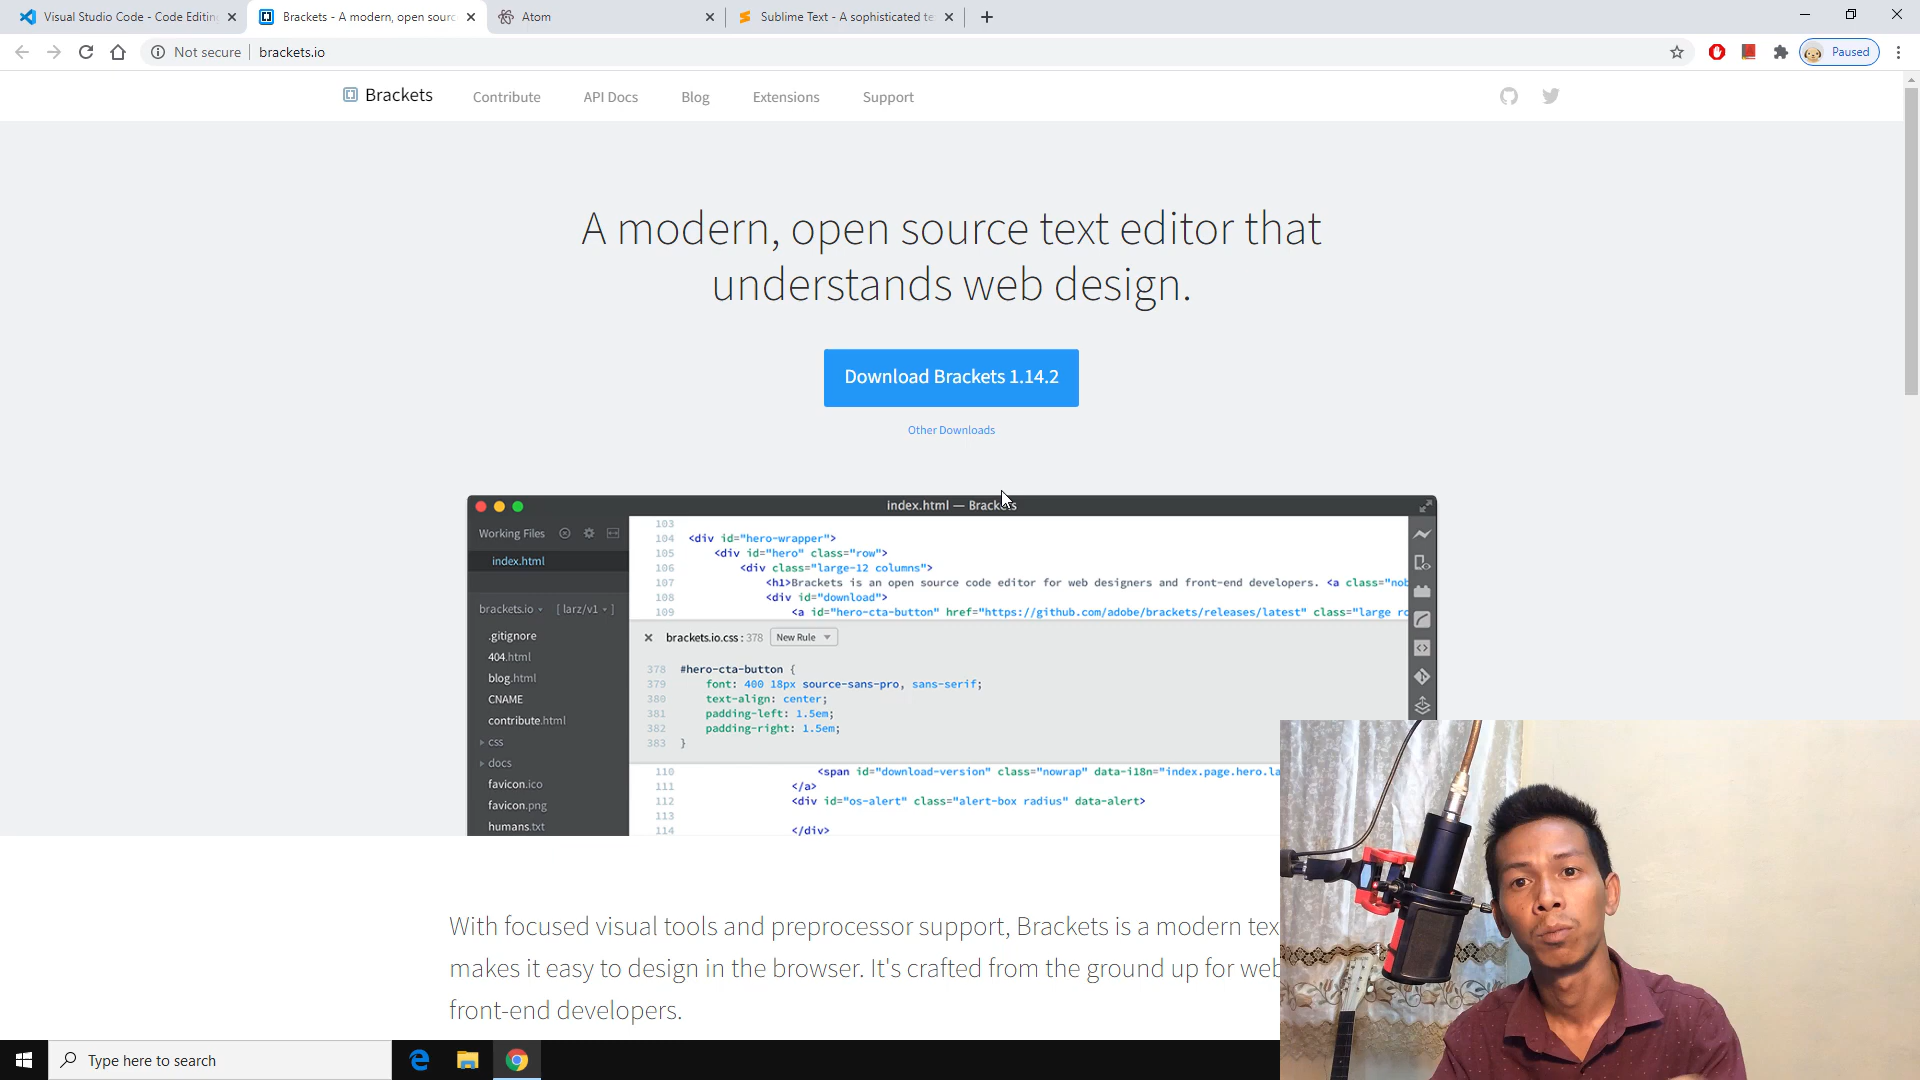 Visual Studio Code - Code Editin
Brackets - A modern, open sourc
Atom
Sublime Text - A sophisticated te
Not secure
brackets.io
Paused
Brackets
Contribute
API Docs
Blog
Extensions
Support
A modern, open source text editor that
understands web design.
Download Brackets 1.14.2
Other Downloads
index.html — Brackets
Working Files
index.html
brackets.io
[ larz/v1 ]
.gitignore
404.html
blog.html
CNAME
contribute.html
css
docs
favicon.ico
favicon.png
humans.txt
103
104 <div id="hero-wrapper">
105 <div id="hero" class="row">
106 <div class="large-12 columns">
107 <h1>Brackets is an open source code editor for web designers and front-end developers. <a class="nob
108 <div id="download">
109 <a id="hero-cta-button" href="https://github.com/adobe/brackets/releases/latest" class="large ro
brackets.io.css : 378 New Rule
378 #hero-cta-button {
379 font: 400 18px source-sans-pro, sans-serif;
380 text-align: center;
381 padding-left: 1.5em;
382 padding-right: 1.5em;
383 }
110 <span id="download-version" class="nowrap" data-i18n="index.page.hero.la
111 </a>
112 <div id="os-alert" class="alert-box radius" data-alert>
113
114 </div>
With focused visual tools and preprocessor support, Brackets is a modern tex
makes it easy to design in the browser. It's crafted from the ground up for web
front-end developers.
Type here to search